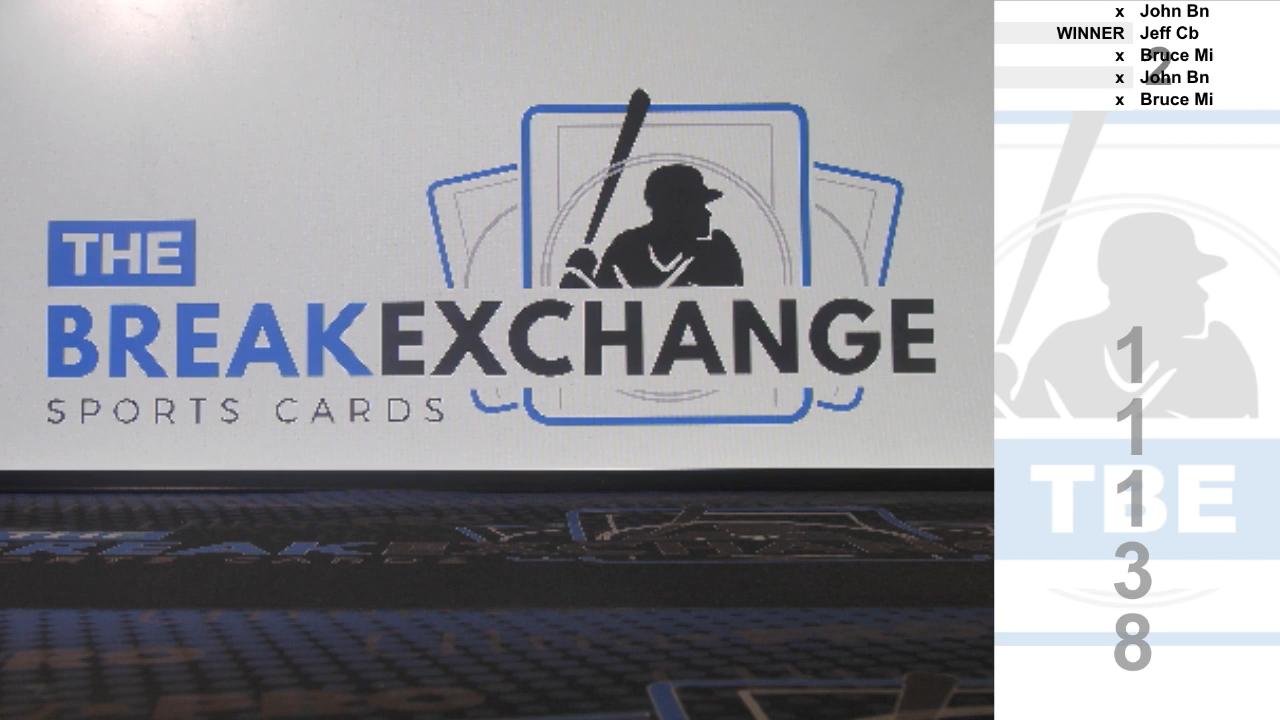 x John Bn
WINNER Jeff Cb
x Bruce Mi
x John Bn
x Bruce Mi
2
THE
BREAKEXCHANGE
SPORTS CARDS
1
1
1
3
8
TBE